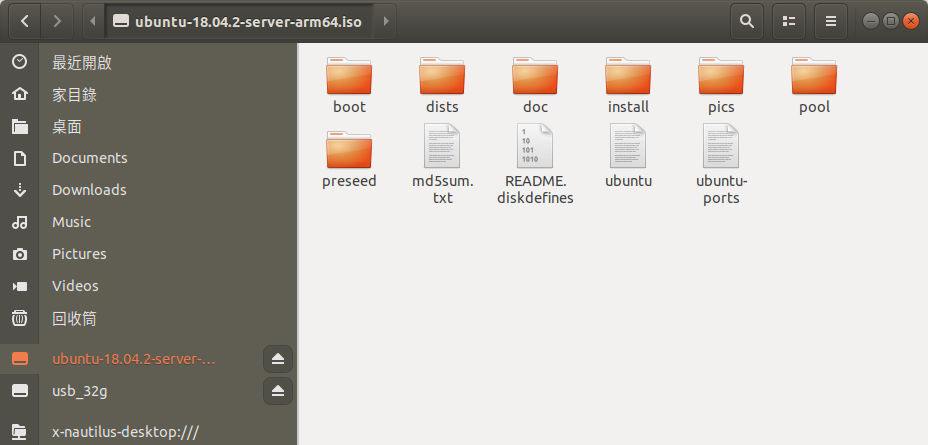 ubuntu-18.04.2-server-arm64.iso
最近開啟
家目錄
桌面
Documents
Downloads
Music
Pictures
Videos
回收筒
ubuntu-18.04.2-server-…
usb_32g
x-nautilus-desktop:///
boot
dists
doc
install
pics
pool
preseed
md5sum.
txt
1
10
101
1010
README.
diskdefines
ubuntu
ubuntu-
ports